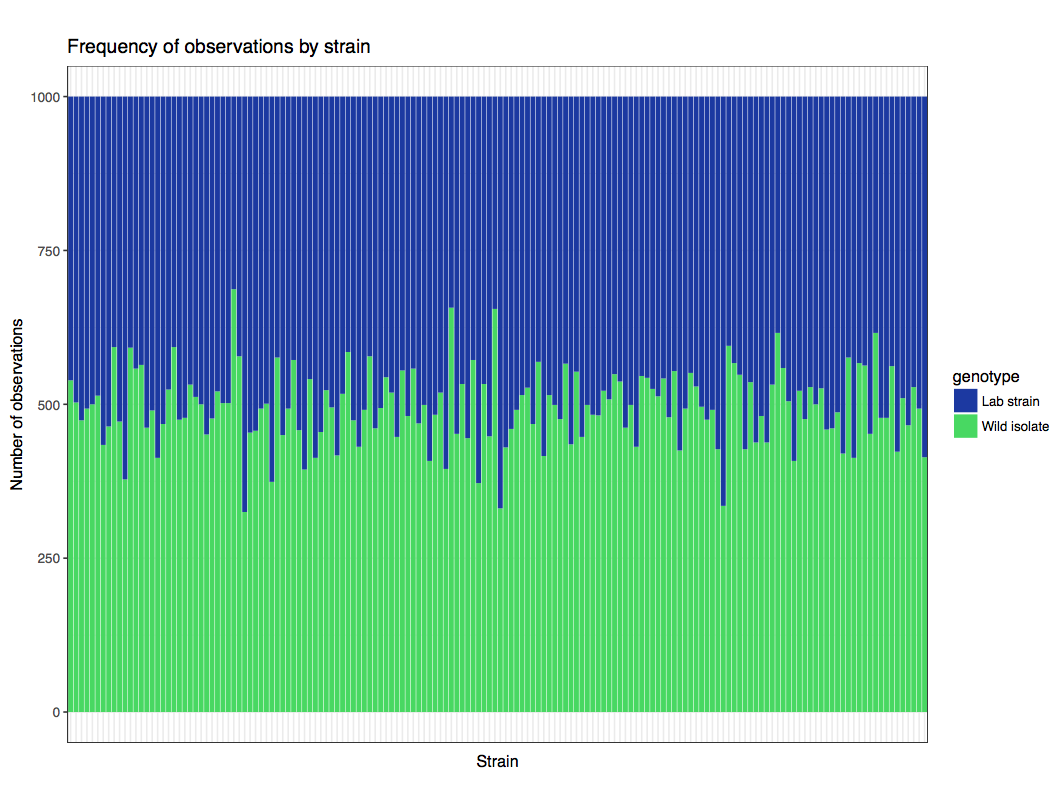 Frequency of observations by strain
1000
750
500
250
0
Number of observations
Strain
genotype
Lab strain
Wild isolate